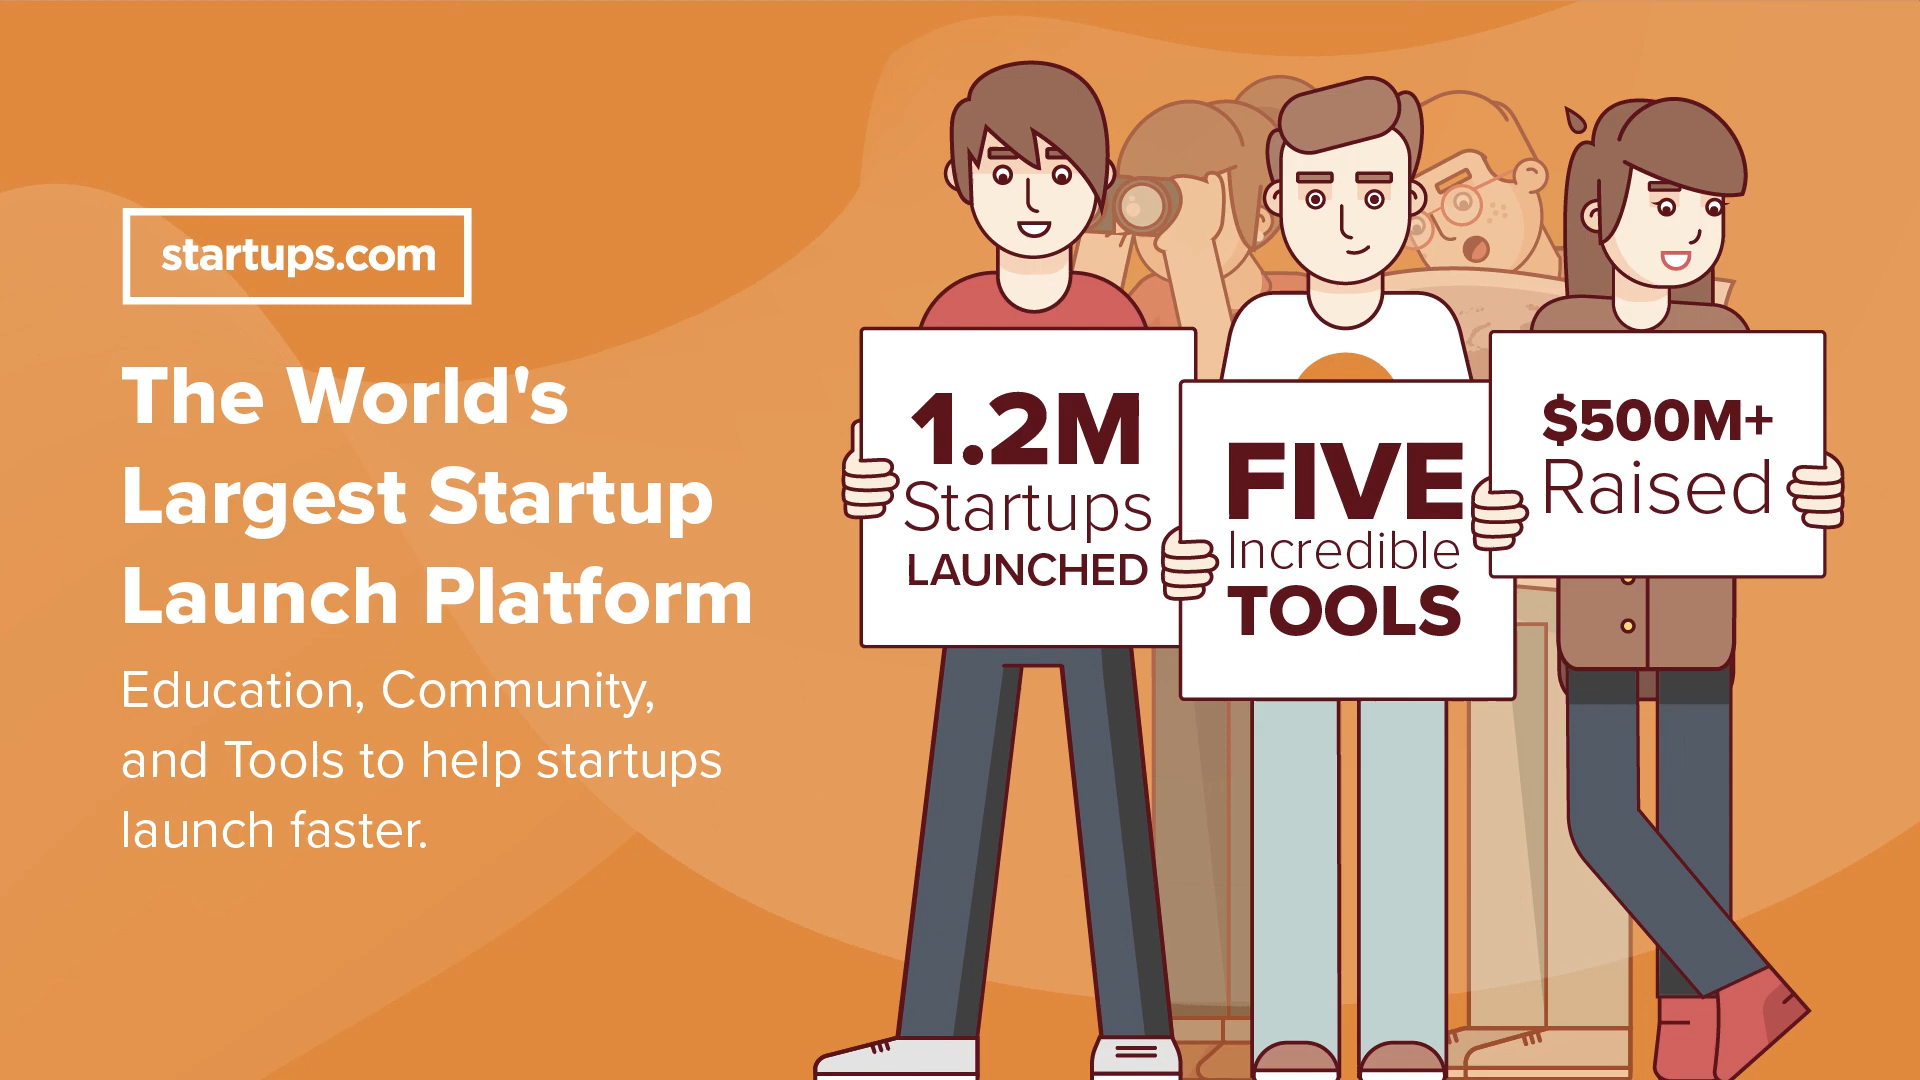 startups.com
The World's
Largest Startup
Launch Platform
Education, Community,
and Tools to help startups
launch faster.
1.2M
Startups
LAUNCHED
FIVE
Incredible
TOOLS
$500M+
Raised